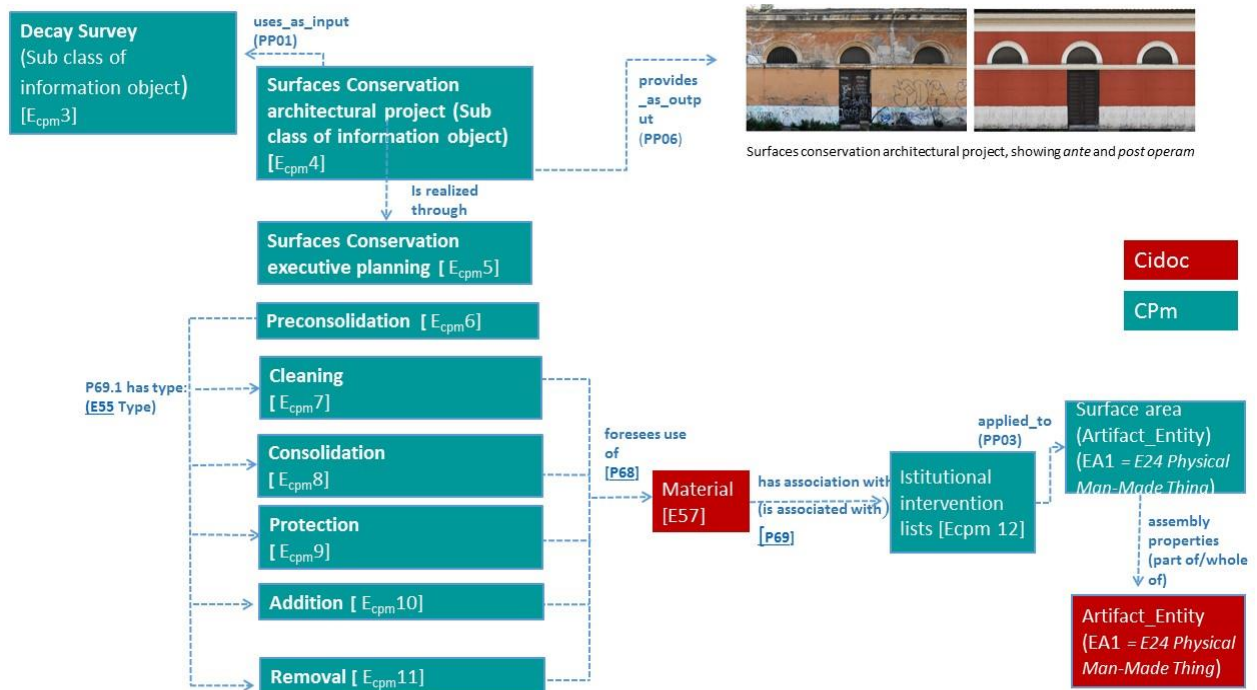 Decay Survey
(Sub class of
information object)
[Ecpm3]
uses_as_input
(PP01)
Surfaces Conservation
architectural project (Sub
class of information object)
[Ecpm4]
provides
_as_outp
ut
(PP06)
Surfaces conservation architectural project, showing ante and post operam
Is realized
through
Surfaces Conservation
executive planning [ Ecpm5]
Cidoc
CPm
Preconsolidation [ Ecpm6]
P69.1 has type:
(E55 Type)
Cleaning
[ Ecpm7]
Consolidation
[ Ecpm8]
Protection
[ Ecpm9]
Addition [ Ecpm10]
Removal [ Ecpm11]
foresees use
of
[P68]
Material
[E57]
has association with
(is associated with)
[P69]
Istitutional
intervention
lists [Ecpm 12]
applied_to
(PP03)
Surface area
(Artifact_Entity)
(EA1 = E24 Physical
Man-Made Thing)
assembly
properties
(part of/whole
of)
Artifact_Entity
(EA1 = E24 Physical
Man-Made Thing)